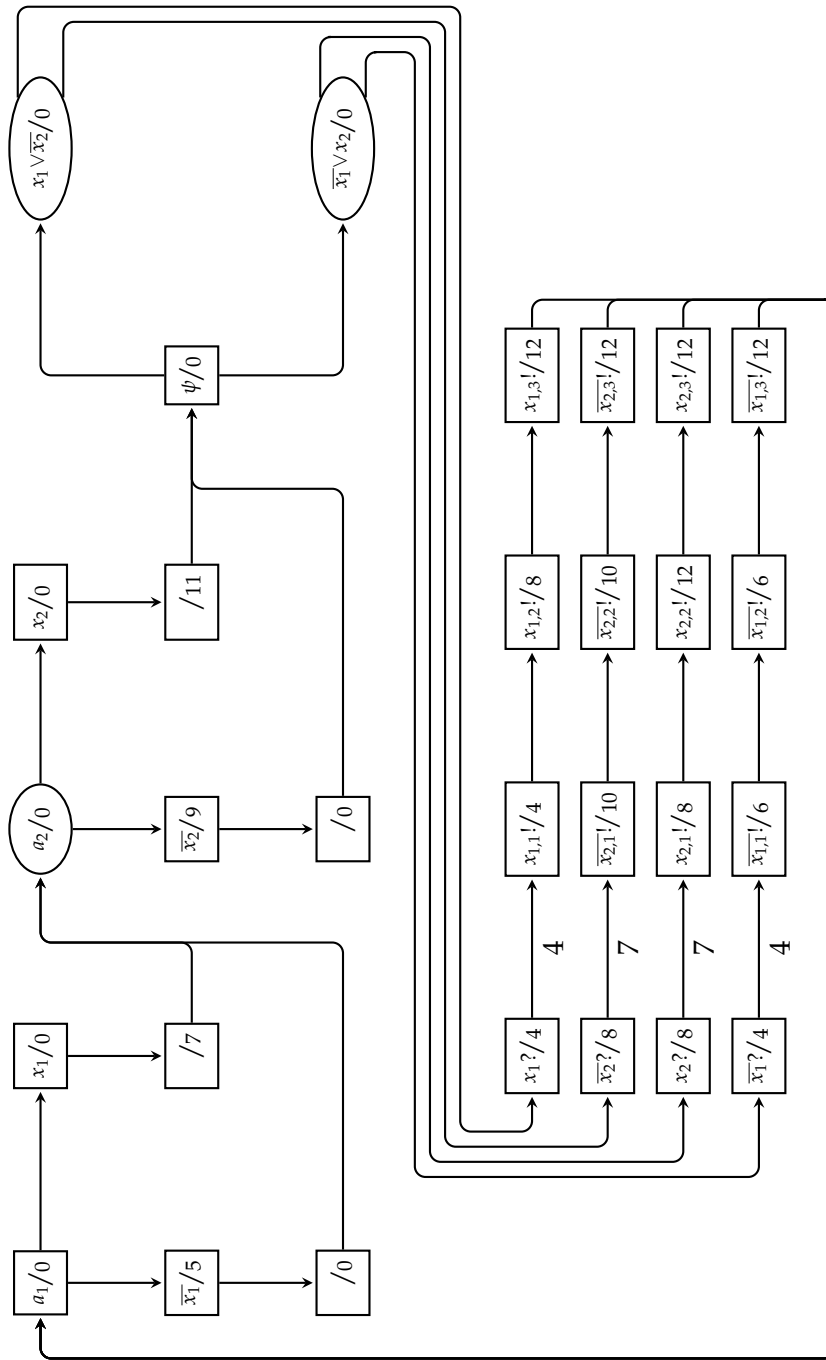 a₁/0
x₁/0
a₂/0
x₂/0
x₁ ∨ x̅₂/0
x̅₁/5
/7
x̅₂/9
/11
ψ/0
/0
/0
x̅₁ ∨ x₂/0
x₁?/4
4
x₁,₁!/4
x₁,₂!/8
x₁,₃!/12
x̅₂?/8
7
x̅₂,₁!/10
x̅₂,₂!/10
x̅₂,₃!/12
x₂?/8
7
x₂,₁!/8
x₂,₂!/12
x₂,₃!/12
x̅₁?/4
4
x̅₁,₁!/6
x̅₁,₂!/6
x̅₁,₃!/12